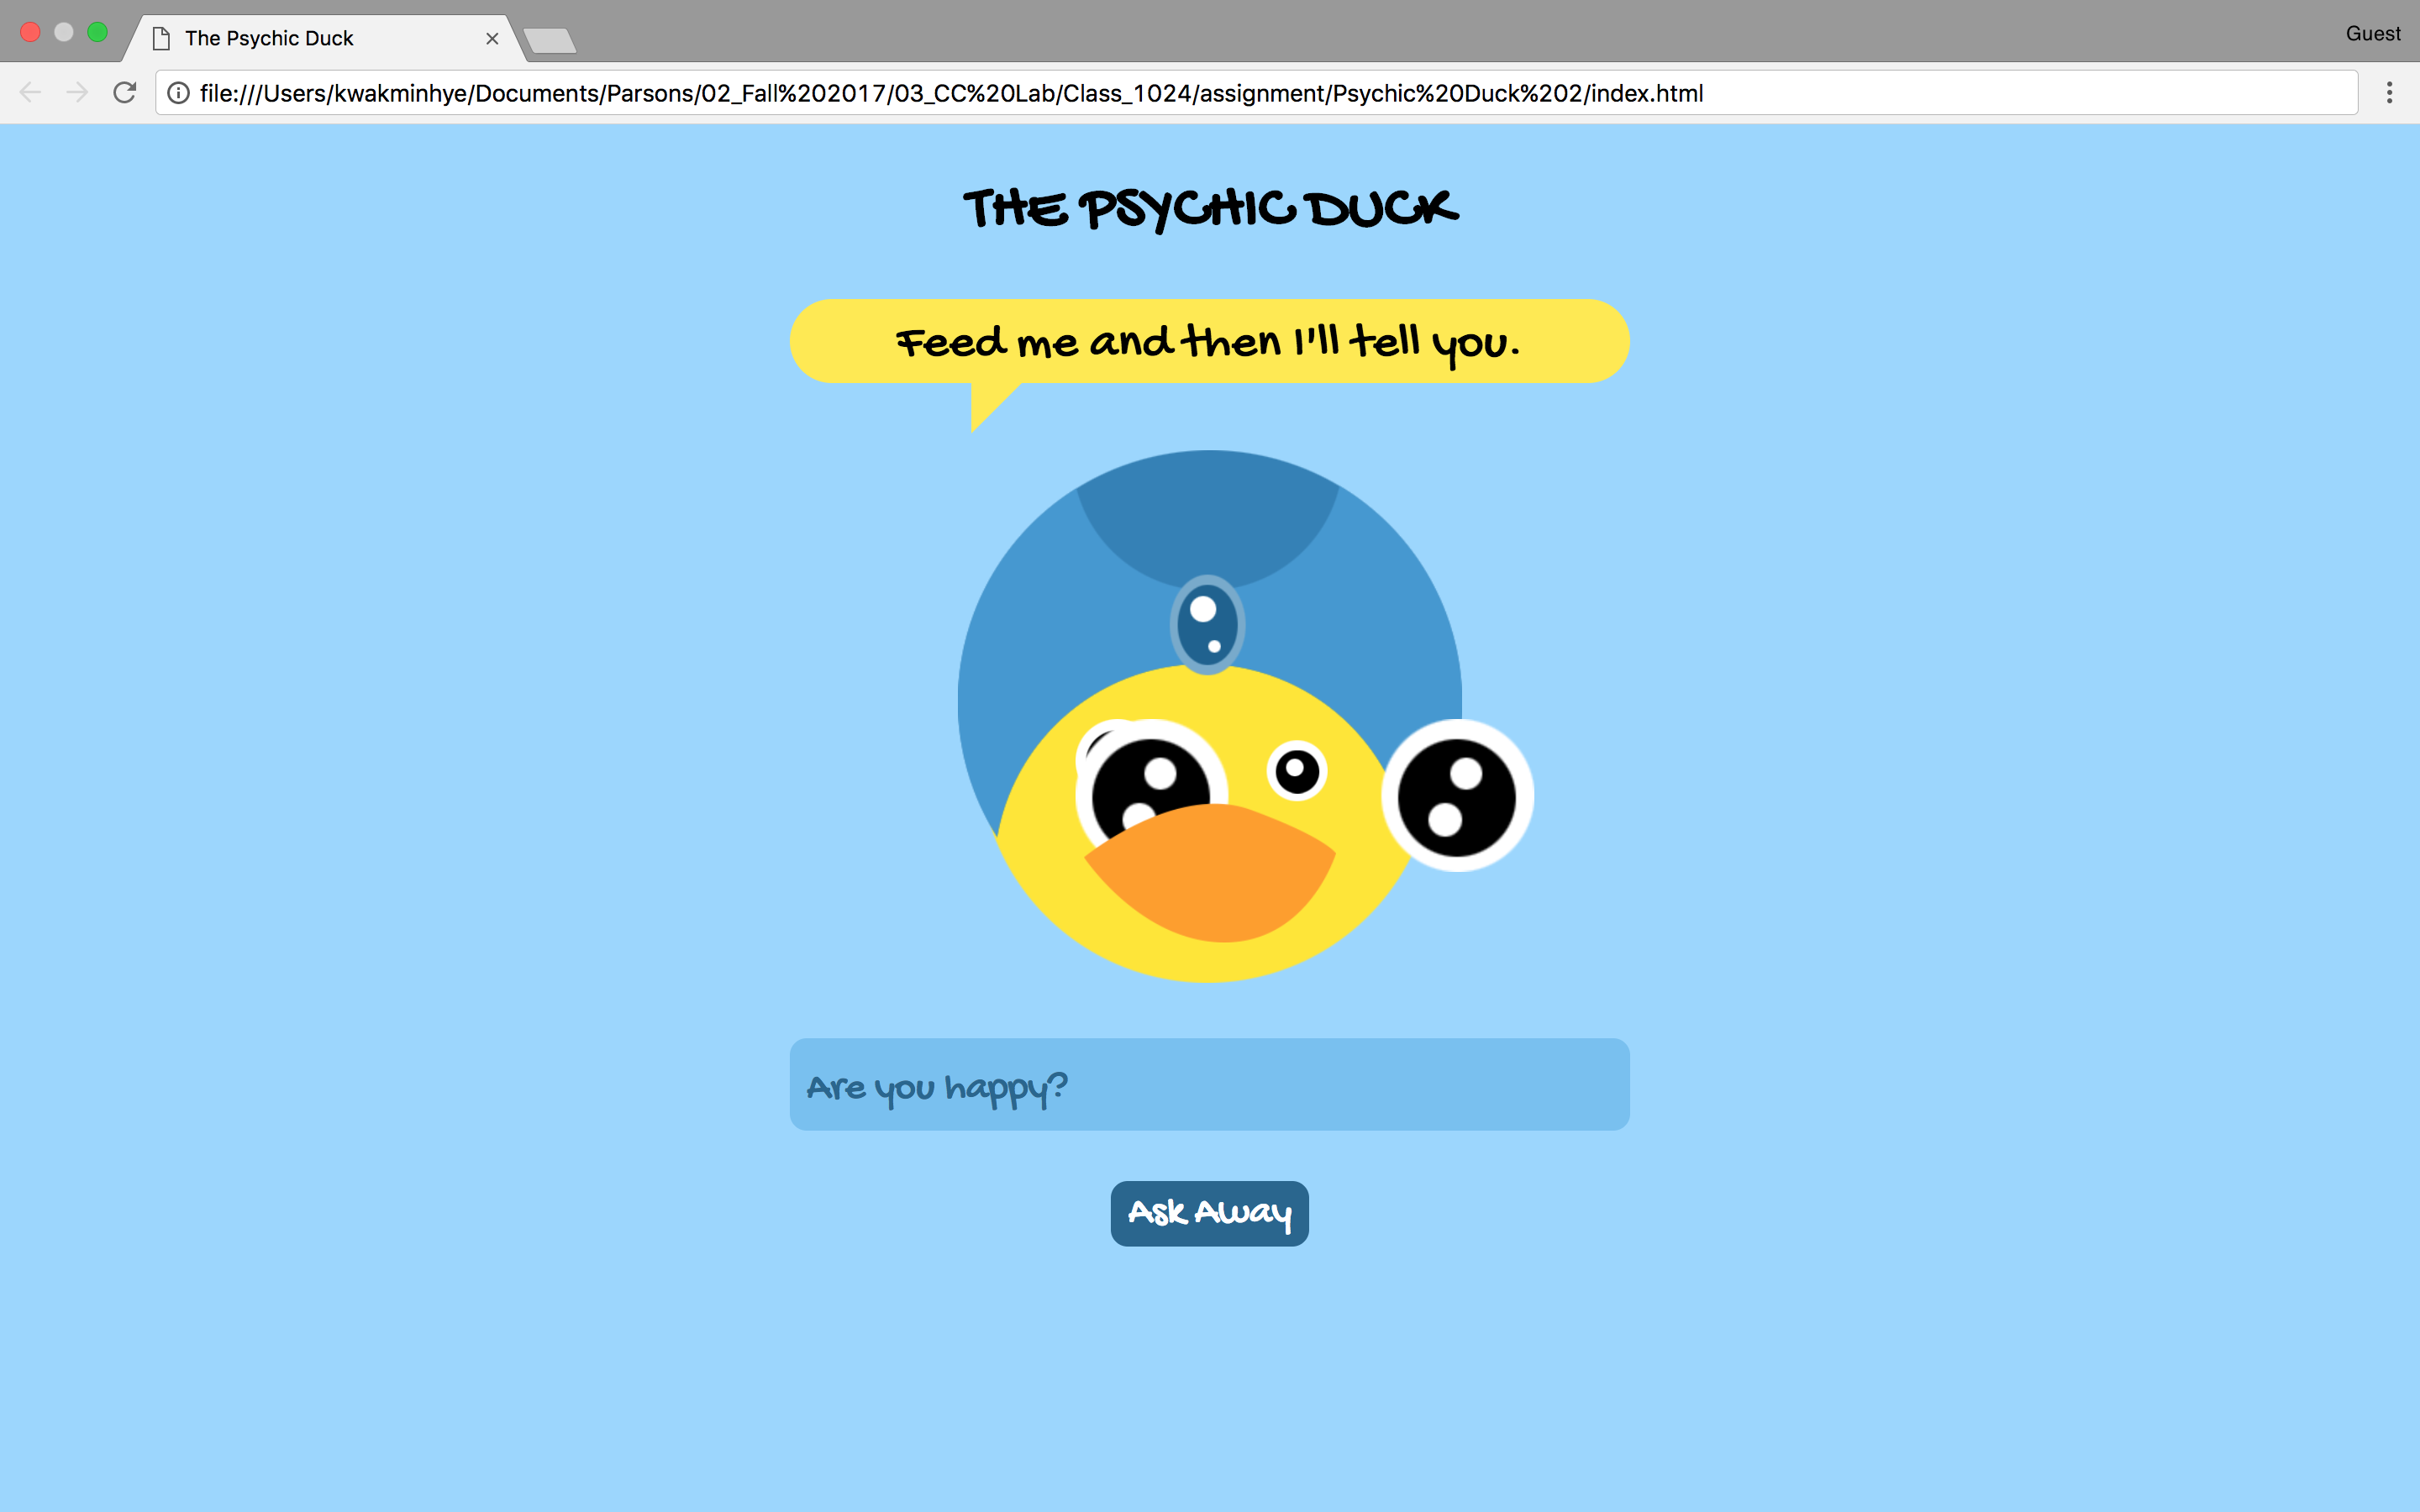 The Psychic Duck
Guest
file:///Users/kwakminhye/Documents/Parsons/02_Fall%202017/03_CC%20Lab/Class_1024/assignment/Psychic%20Duck%202/index.html
THE PSYCHIC DUCK
Feed me and then I'll tell you.
Are you happy?
Ask Away